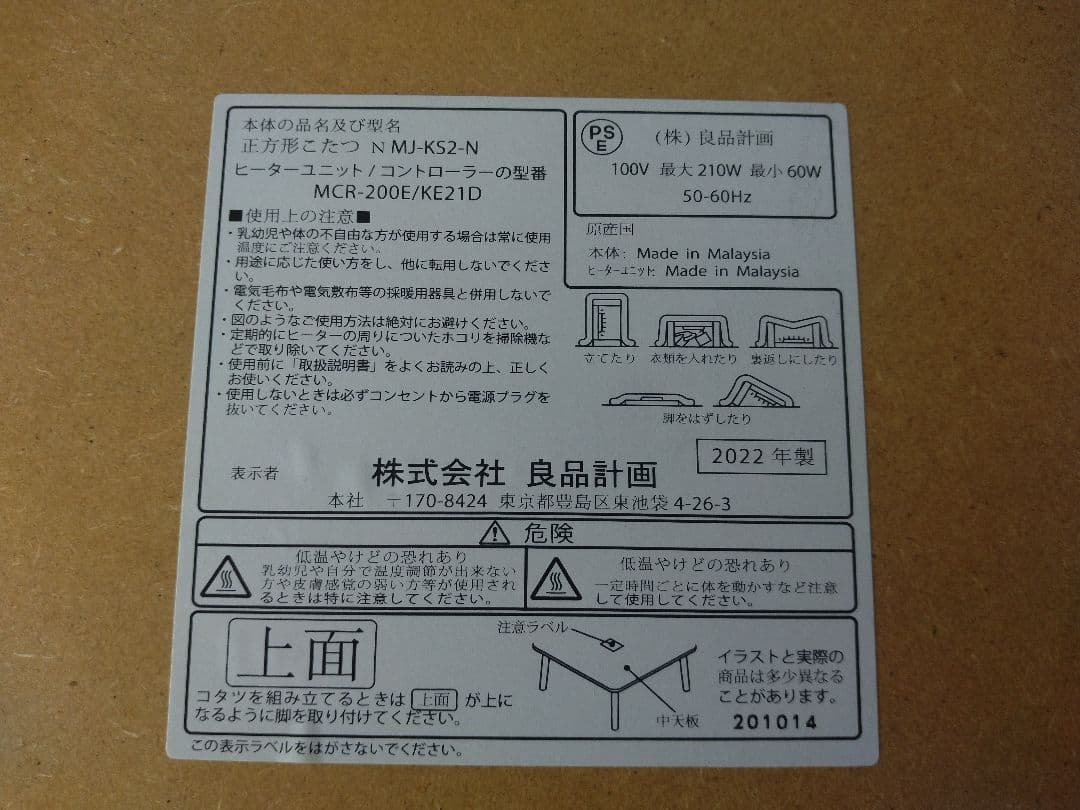 本体の品名及び型名
正方形こたつ N MJ-KS2-N
ヒーターユニット/コントローラーの型番
MCR-200E/KE21D
■使用上の注意■
・乳幼児や体の不自由な方が使用する場合は常に使用
温度にご注意ください。
・用途に応じた使い方をし、他に転用しないでくださ
い。
・電気毛布や電気敷布等の採暖用器具と併用しないで
ください。
・図のようなご使用方法は絶対にお避けください。
・定期的にヒーターの周りについたホコリを掃除機な
どで取り除いてください。
・使用前に「取扱説明書」をよくお読みの上、正しく
お使いください。
・使用しないときは必ずコンセントから電源プラグを
抜いてください。
PS
E
(株) 良品計画
100V 最大 210W 最小 60W
50-60Hz
原産国
本体: Made in Malaysia
ヒーターユニット: Made in Malaysia
立てたり 衣類を入れたり 裏返しにしたり
脚をはずしたり
2022 年製
表示者 株式会社 良品計画
本社 〒170-8424 東京都豊島区東池袋 4-26-3
危険
低温やけどの恐れあり
乳幼児や自分で温度調節が出来ない
方や皮膚感覚の弱い方等が使用され
るときは特に注意してください。
低温やけどの恐れあり
一定時間ごとに体を動かすなど注意
して使用してください。
上面
コタツを組み立てるときは 上面 が上に
なるように脚を取り付けてください。
注意ラベル
中天板
イラストと実際の
商品は多少異なる
ことがあります。
201014
この表示ラベルをはがさないでください。